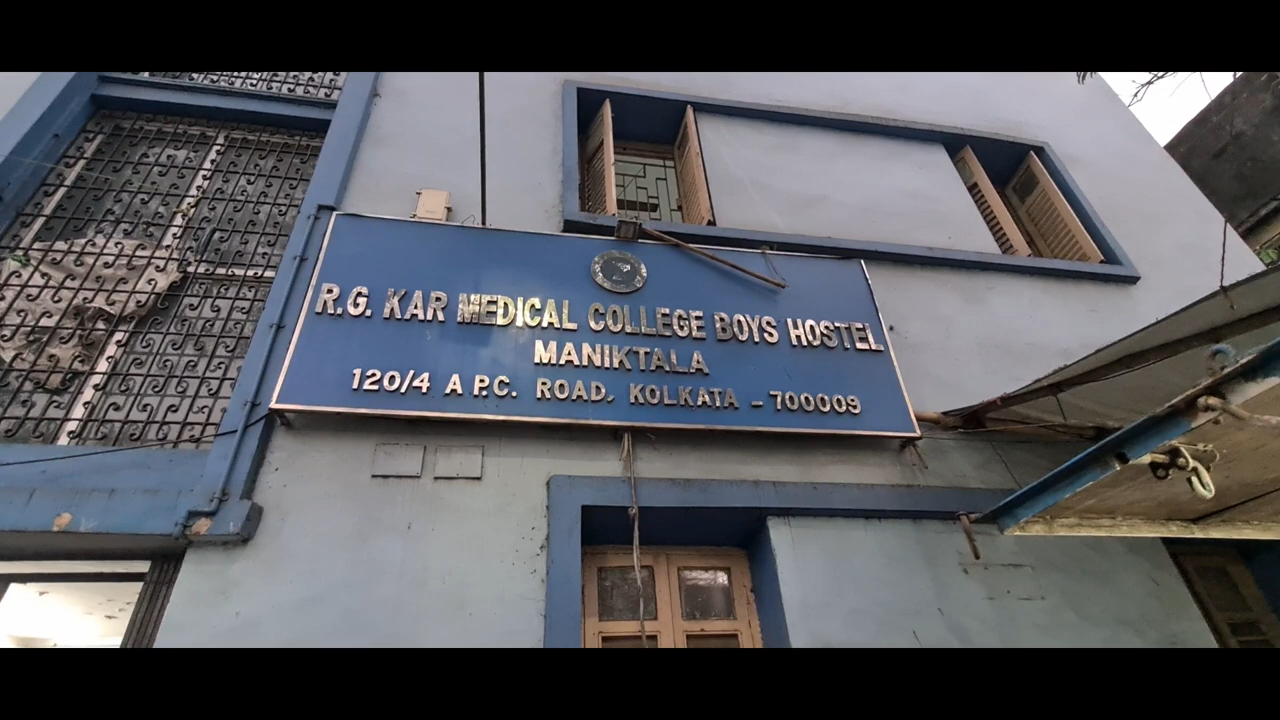 R.G. KAR MEDICAL COLLEGE BOYS HOSTEL
MANIKTALA
120/4 A P.C. ROAD, KOLKATA - 700009